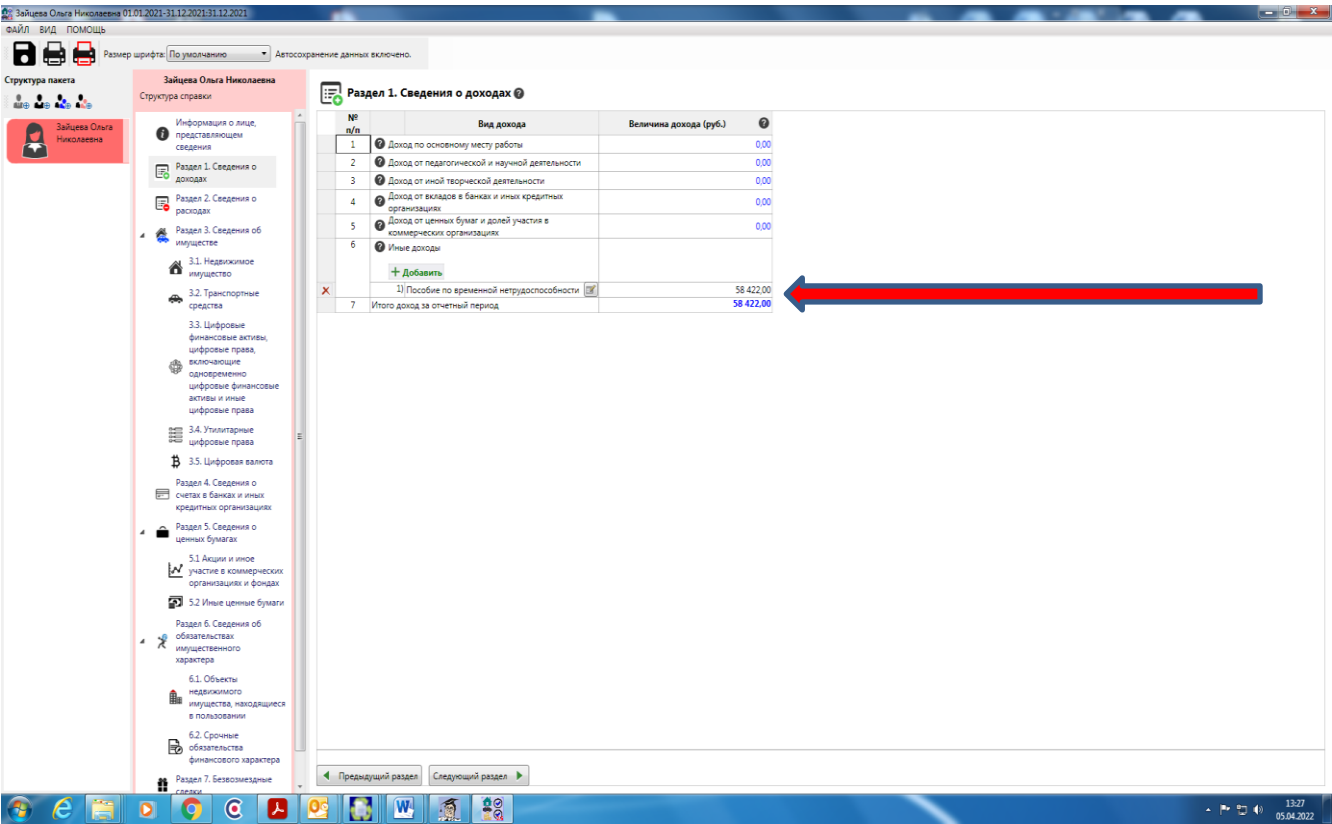 Зайцева Ольга Николаевна 01.01.2021-31.12.2021:31.12.2021
ФАЙЛ ВИД ПОМОЩЬ
Размер шрифта: По умолчанию Автосохранение данных включено.
Структура пакета
Зайцева Ольга
Николаевна
Зайцева Ольга Николаевна
Структура справки
Информация о лице,
представляющем
сведения
Раздел 1. Сведения о
доходах
Раздел 2. Сведения о
расходах
Раздел 3. Сведения об
имуществе
3.1. Недвижимое
имущество
3.2. Транспортные
средства
3.3. Цифровые
финансовые активы,
цифровые права,
включающие
одновременно
цифровые финансовые
активы и иные
цифровые права
3.4. Утилитарные
цифровые права
3.5. Цифровая валюта
Раздел 4. Сведения о
счетах в банках и иных
кредитных организациях
Раздел 5. Сведения о
ценных бумагах
5.1 Акции и иное
участие в коммерческих
организациях и фондах
5.2 Иные ценные бумаги
Раздел 6. Сведения об
обязательствах
имущественного
характера
6.1. Объекты
недвижимого
имущества, находящиеся
в пользовании
6.2. Срочные
обязательства
финансового характера
Раздел 7. Безвозмездные
сделки
Раздел 1. Сведения о доходах
№
п/п
Вид дохода
Величина дохода (руб.)
1 Доход по основному месту работы 0,00
2 Доход от педагогической и научной деятельности 0,00
3 Доход от иной творческой деятельности 0,00
4 Доход от вкладов в банках и иных кредитных
организациях 0,00
5 Доход от ценных бумаг и долей участия в
коммерческих организациях 0,00
6 Иные доходы
+ Добавить
1) Пособие по временной нетрудоспособности 58 422,00
7 Итого доход за отчетный период 58 422,00
Предыдущий раздел Следующий раздел
13:27
05.04.2022